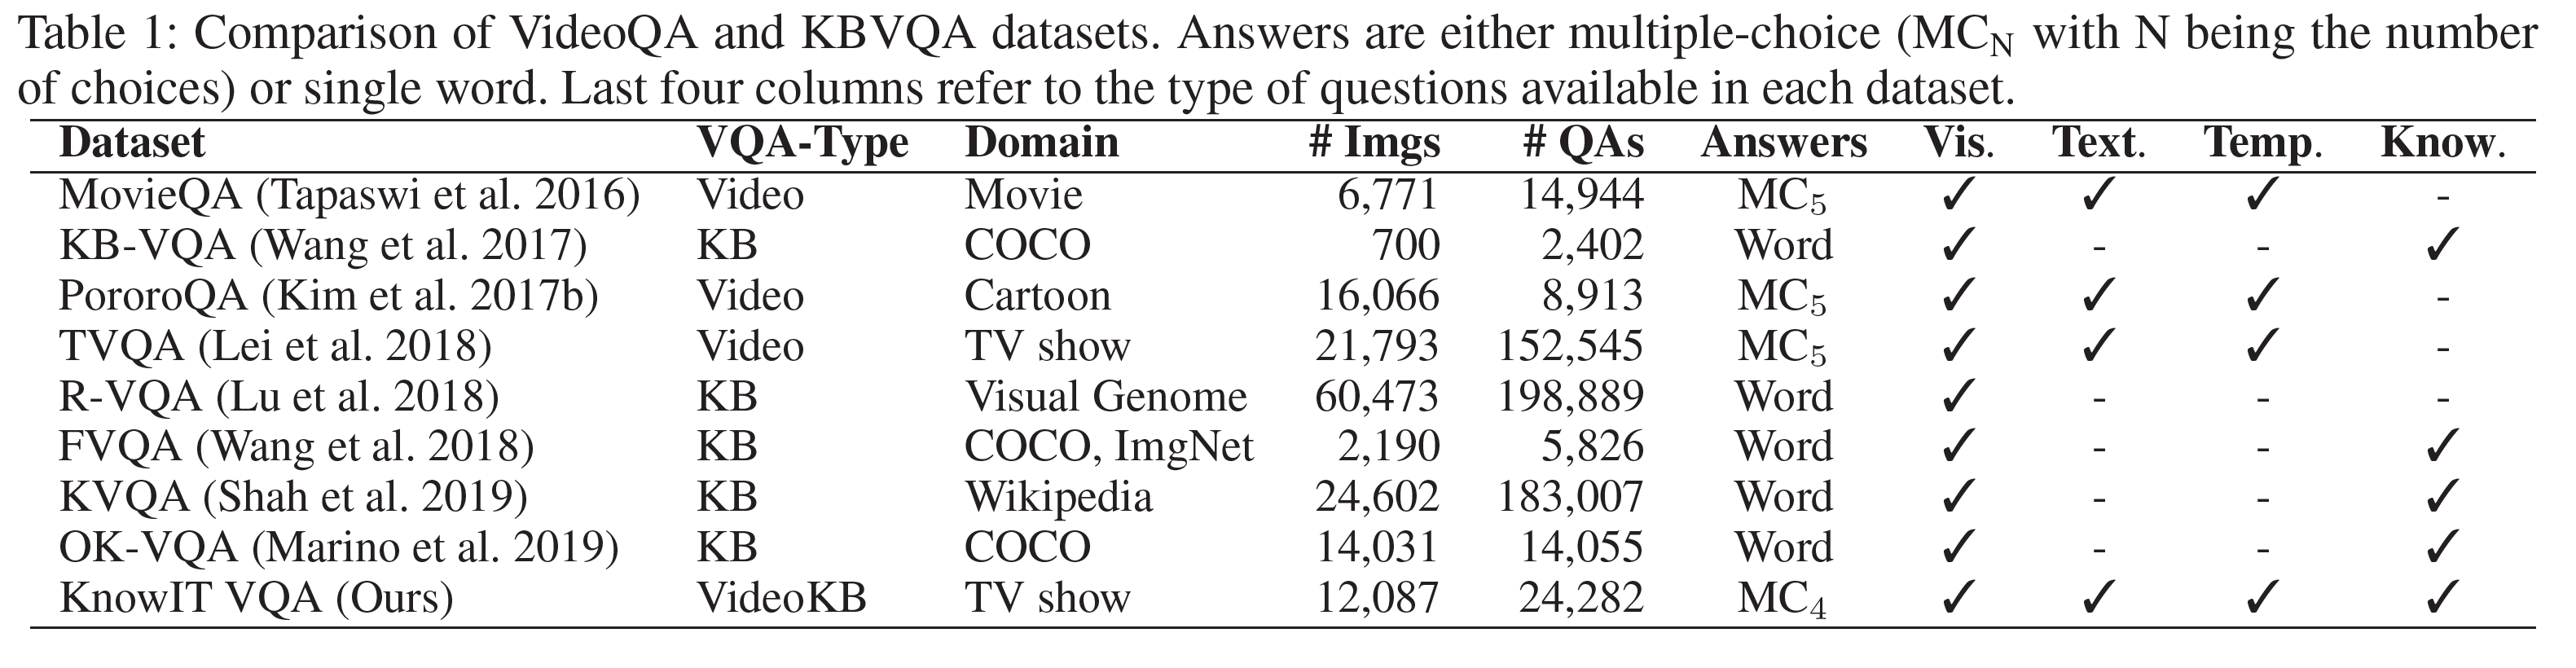 Table 1: Comparison of VideoQA and KBVQA datasets. Answers are either multiple-choice (MC_N with N being the number
of choices) or single word. Last four columns refer to the type of questions available in each dataset.
Dataset VQA-Type Domain # Imgs # QAs Answers Vis. Text. Temp. Know.
MovieQA (Tapaswi et al. 2016) Video Movie 6,771 14,944 MC5 ✓ ✓ ✓ -
KB-VQA (Wang et al. 2017) KB COCO 700 2,402 Word ✓ - - ✓
PororoQA (Kim et al. 2017b) Video Cartoon 16,066 8,913 MC5 ✓ ✓ ✓ -
TVQA (Lei et al. 2018) Video TV show 21,793 152,545 MC5 ✓ ✓ ✓ -
R-VQA (Lu et al. 2018) KB Visual Genome 60,473 198,889 Word ✓ - - -
FVQA (Wang et al. 2018) KB COCO, ImgNet 2,190 5,826 Word ✓ - - ✓
KVQA (Shah et al. 2019) KB Wikipedia 24,602 183,007 Word ✓ - - ✓
OK-VQA (Marino et al. 2019) KB COCO 14,031 14,055 Word ✓ - - ✓
KnowIT VQA (Ours) VideoKB TV show 12,087 24,282 MC4 ✓ ✓ ✓ ✓